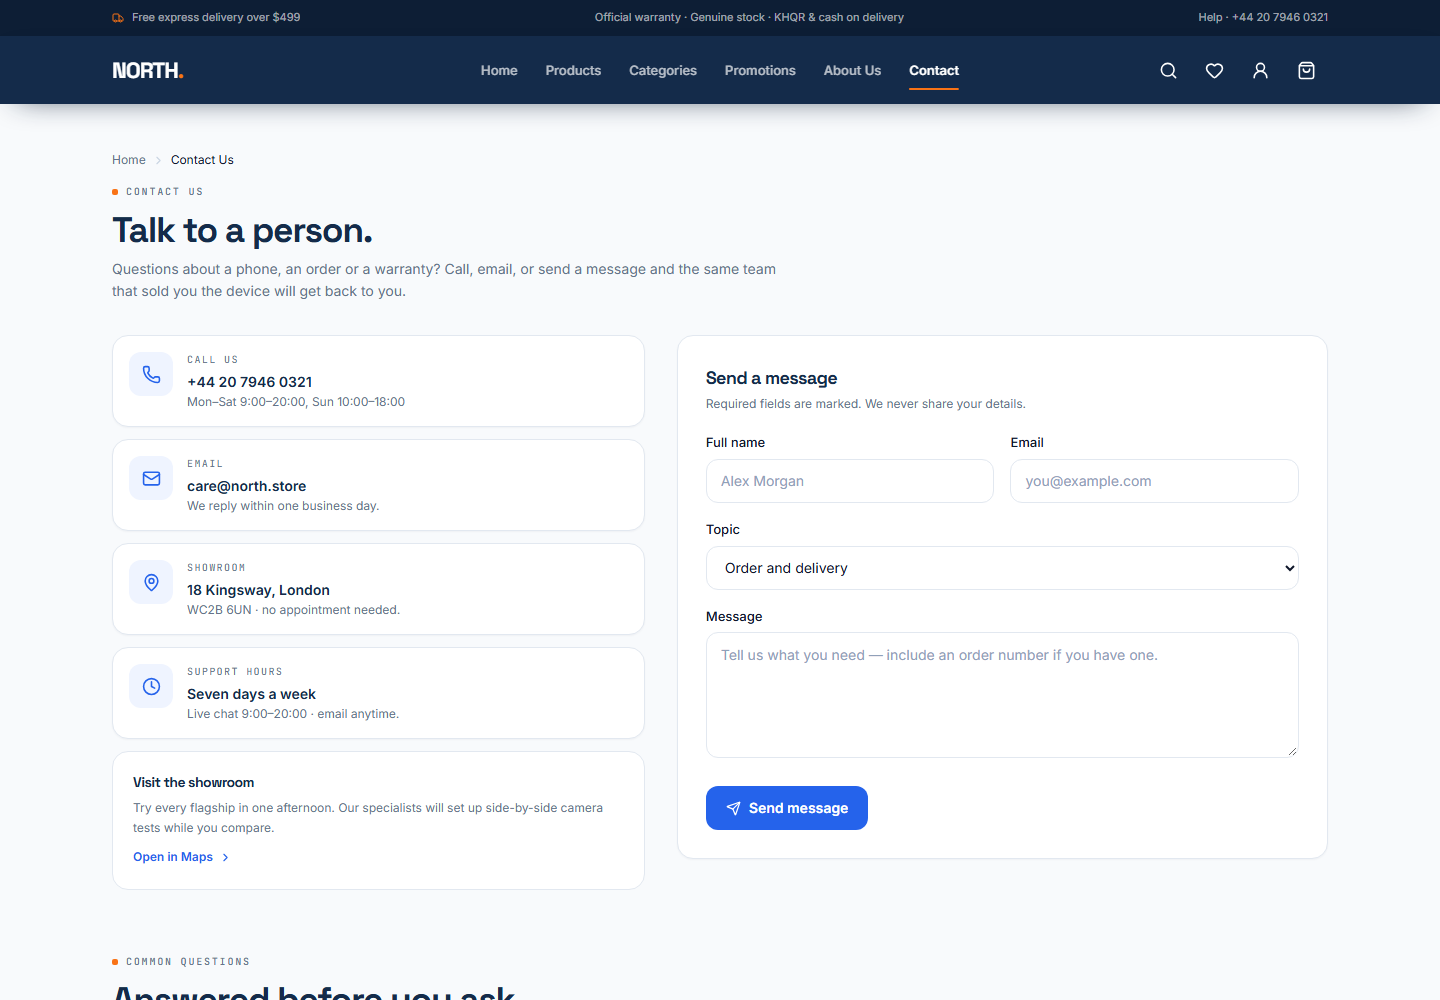 Free express delivery over $499
Official warranty · Genuine stock · KHQR & cash on delivery
Help · +44 20 7946 0321
NORTH.
Home
Products
Categories
Promotions
About Us
Contact
Home
Contact Us
CONTACT US
Talk to a person.
Questions about a phone, an order or a warranty? Call, email, or send a message and the same team
that sold you the device will get back to you.
CALL US
+44 20 7946 0321
Mon–Sat 9:00–20:00, Sun 10:00–18:00
EMAIL
care@north.store
We reply within one business day.
SHOWROOM
18 Kingsway, London
WC2B 6UN · no appointment needed.
SUPPORT HOURS
Seven days a week
Live chat 9:00–20:00 · email anytime.
Visit the showroom
Try every flagship in one afternoon. Our specialists will set up side-by-side camera
tests while you compare.
Open in Maps
Send a message
Required fields are marked. We never share your details.
Full name
Email
Alex Morgan
you@example.com
Topic
Order and delivery
Message
Tell us what you need — include an order number if you have one.
Send message
COMMON QUESTIONS
Answered before you ask